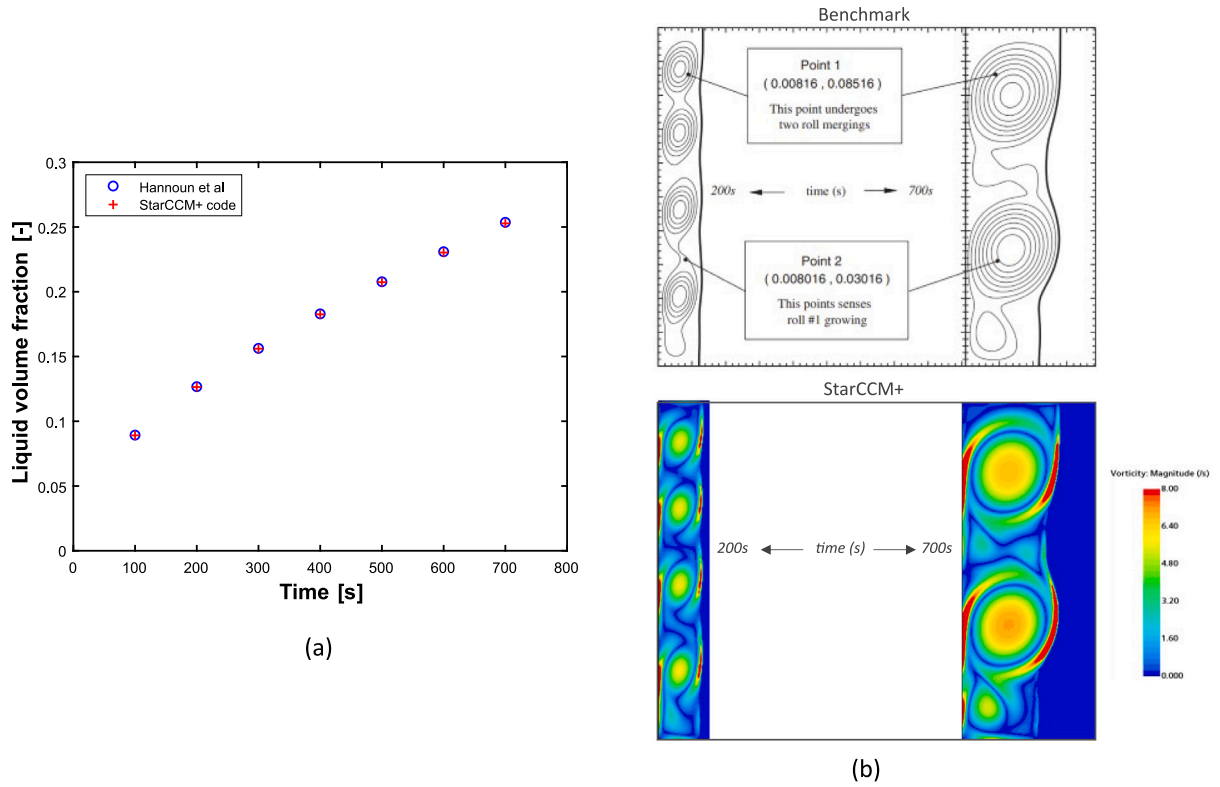 0.3
0.25
0.2
0.15
0.1
0.05
0
Liquid volume fraction [-]
Hannoun et al
StarCCM+ code
0 100 200 300 400 500 600 700 800
Time [s]
(a)
Benchmark
Point 1
( 0.00816 , 0.08516 )
This point undergoes
two roll mergings
200s time (s) 700s
Point 2
( 0.008016 , 0.03016 )
This points senses
roll #1 growing
StarCCM+
200s time (s) 700s
Vorticity: Magnitude (/s)
8.00
6.40
4.80
3.20
1.60
0.000
(b)